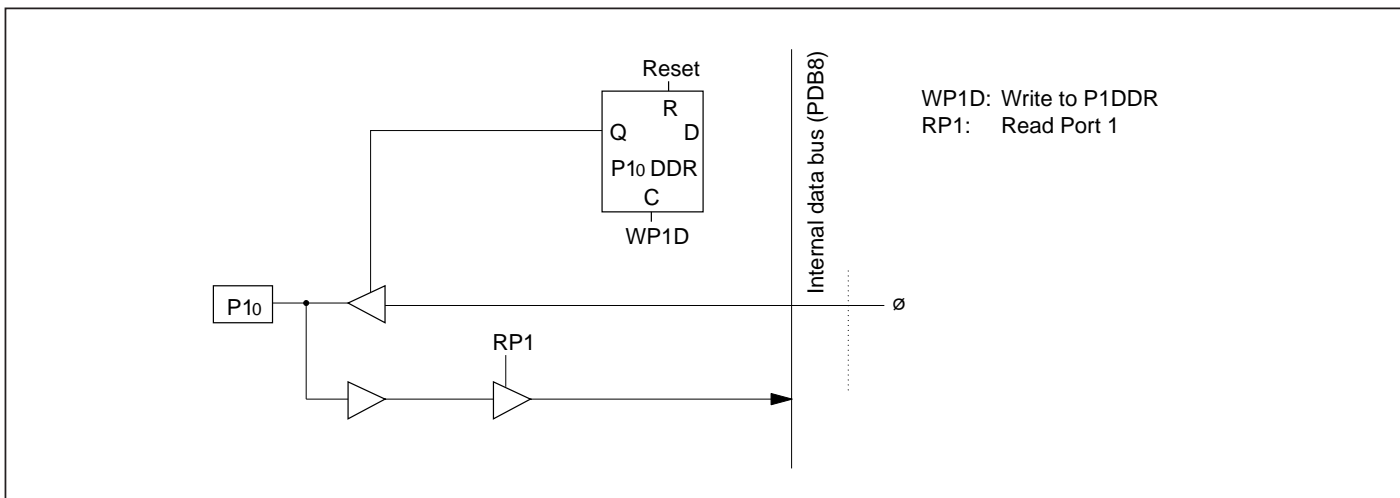 Reset
R
Q D
P10 DDR
C
WP1D
Internal data bus (PDB8)
WP1D: Write to P1DDR
RP1: Read Port 1
P10
ø
RP1